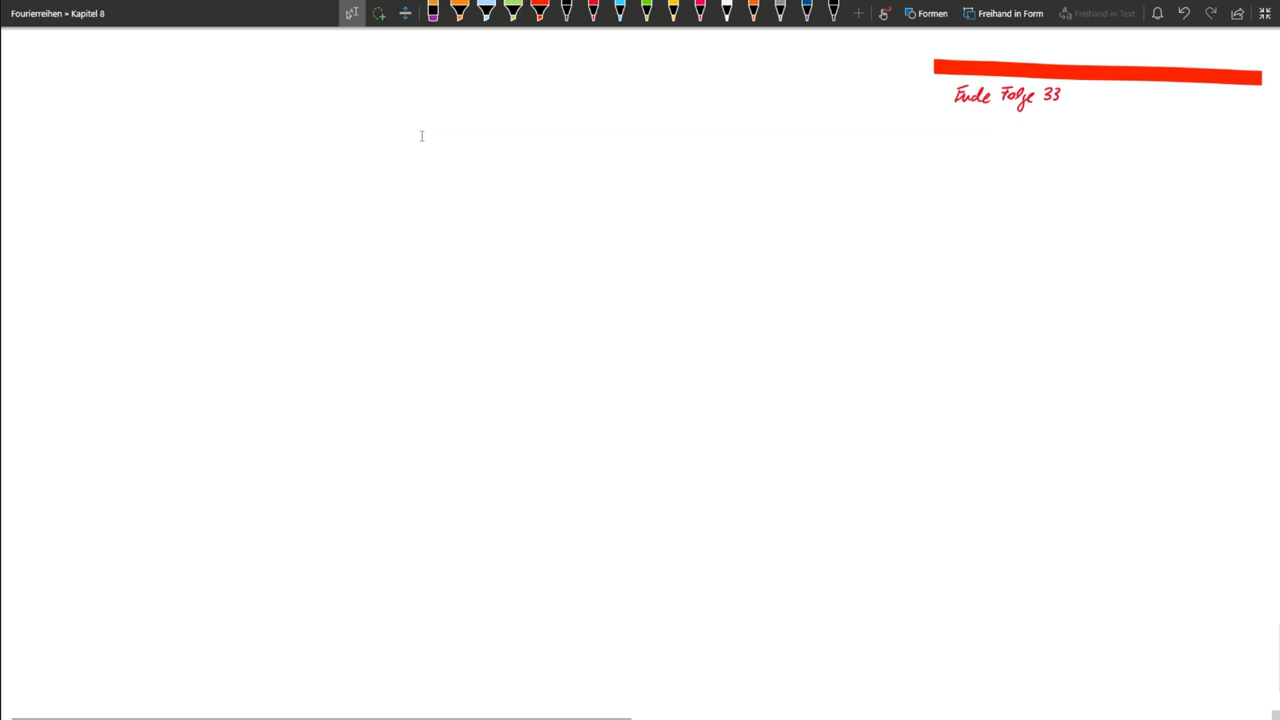 Fourierreihen » Kapitel 8
Formen
Freihand in Form
Freihand in Text
Ende Folge 33